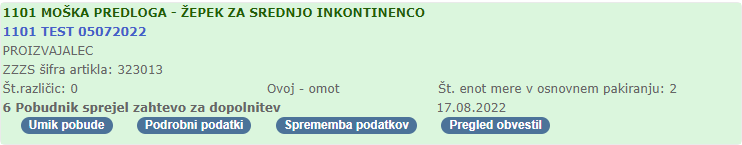 1101 MOŠKA PREDLOGA - ŽEPEK ZA SREDNJO INKONTINENCO
1101 TEST 05072022
PROIZVAJALEC
ZZZS šifra artikla: 323013
Št.različic: 0 Ovoj - omot Št. enot mere v osnovnem pakiranju: 2
6 Pobudnik sprejel zahtevo za dopolnitev 17.08.2022
Umik pobude Podrobni podatki Sprememba podatkov Pregled obvestil